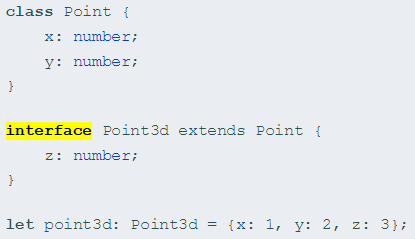 class Point {
    x: number;
    y: number;
}
interface Point3d extends Point {
    z: number;
}
let point3d: Point3d = {x: 1, y: 2, z: 3};